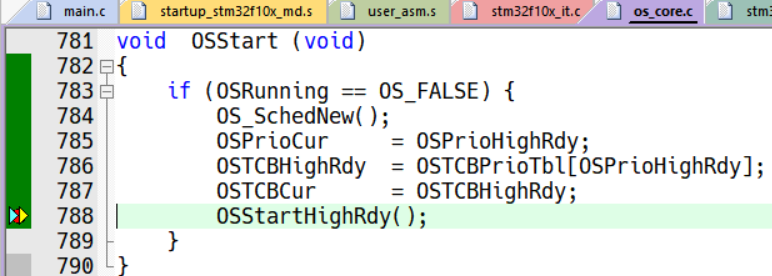 main.c startup_stm32f10x_md.s user_asm.s stm32f10x_it.c os_core.c stm3
781 void  OSStart (void)
782 {
783     if (OSRunning == OS_FALSE) {
784         OS_SchedNew();
785         OSPrioCur     = OSPrioHighRdy;
786         OSTCBHighRdy  = OSTCBPrioTbl[OSPrioHighRdy];
787         OSTCBCur      = OSTCBHighRdy;
788         OSStartHighRdy();
789     }
790 }